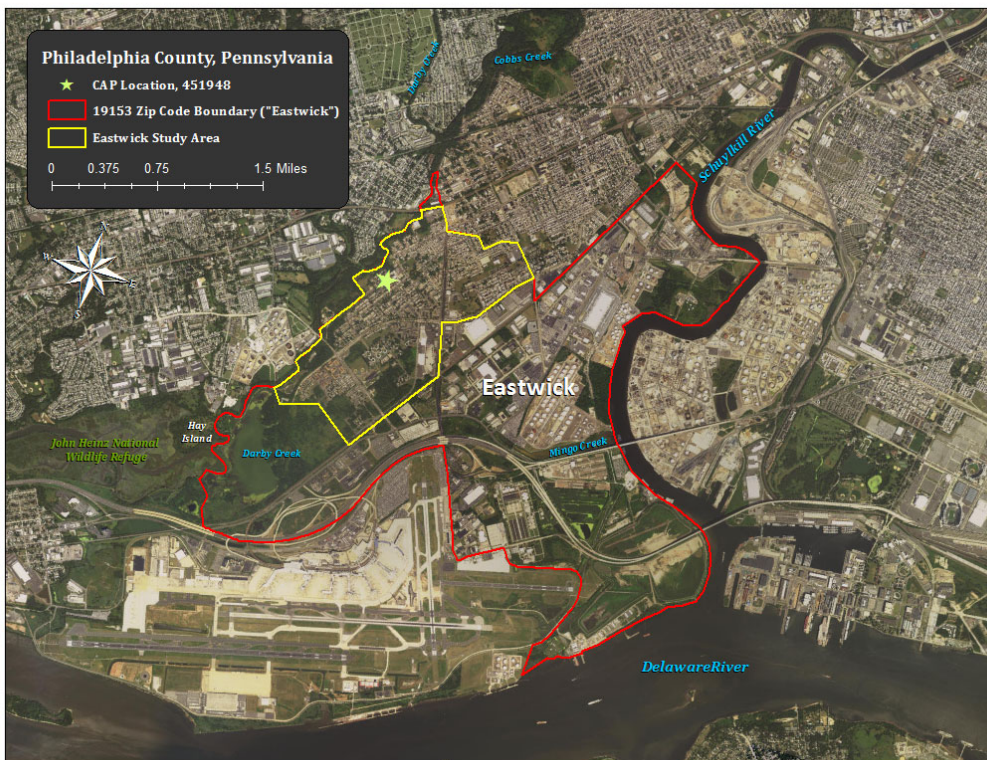 Philadelphia County, Pennsylvania
CAP Location, 451948
19153 Zip Code Boundary ("Eastwick")
Eastwick Study Area
0 0.375 0.75 1.5 Miles
N
W
E
S
Darby Creek
Cobbs Creek
Schuylkill River
Eastwick
Hay
Island
John Heinz National
Wildlife Refuge
Darby Creek
Mingo Creek
DelawareRiver